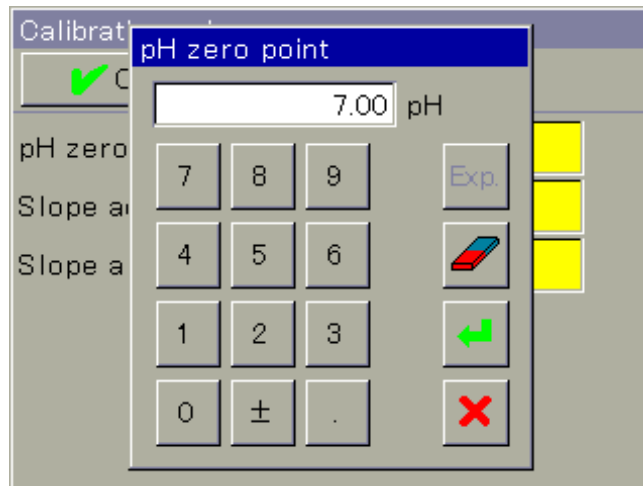 Calibrat
pH zero point
7.00 pH
pH zero
7 8 9 Exp.
Slope a
4 5 6
Slope a
1 2 3
0 ± .